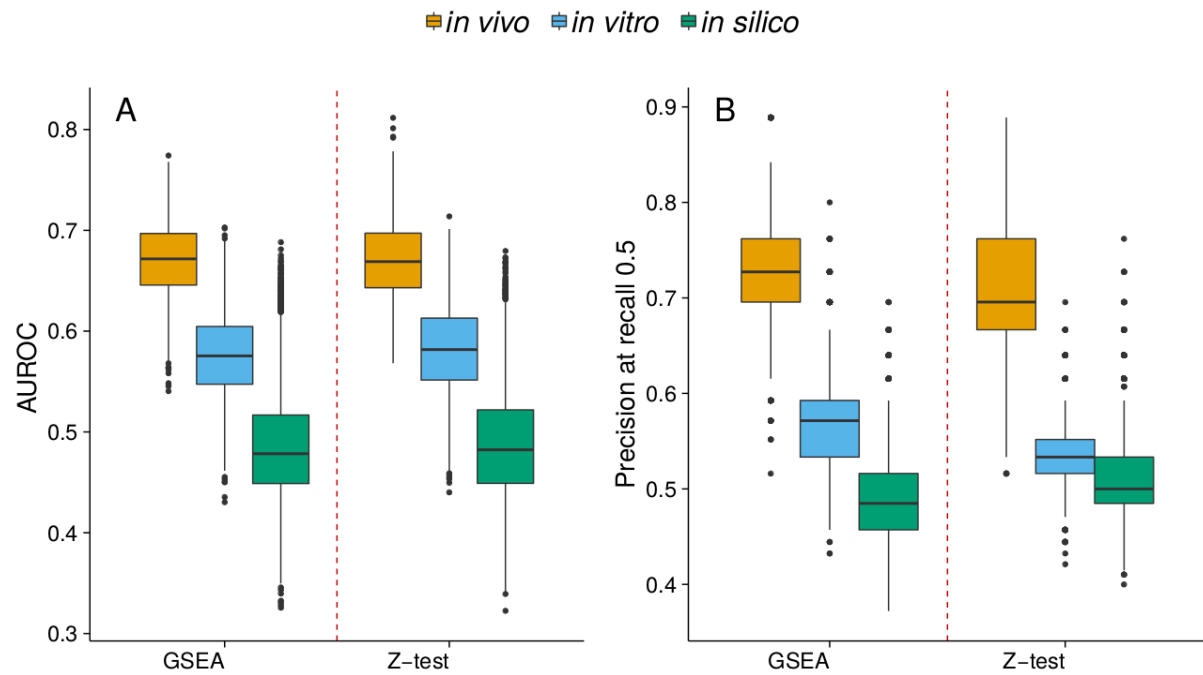 in vivo in vitro in silico
A
AUROC
0.8
0.7
0.6
0.5
0.4
0.3
GSEA Z−test
B
Precision at recall 0.5
0.9
0.8
0.7
0.6
0.5
0.4
GSEA Z−test